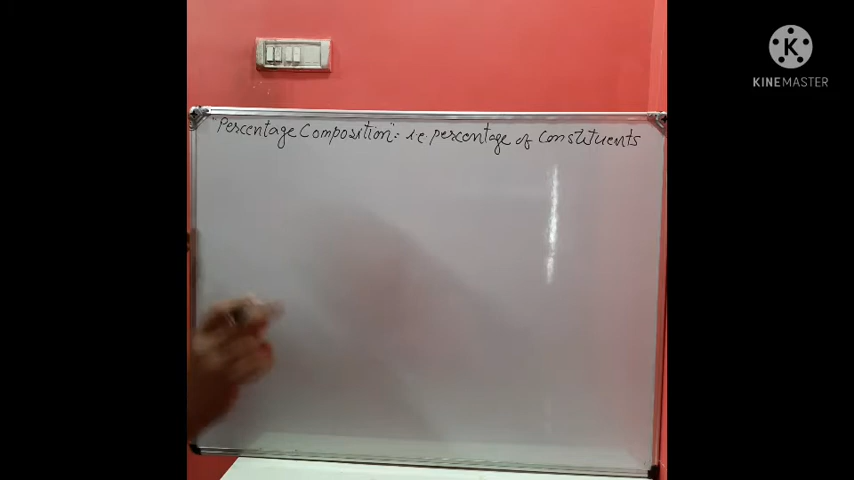 "Percentage Composition":- i.e. percentage of Constituents
K
KINEMASTER